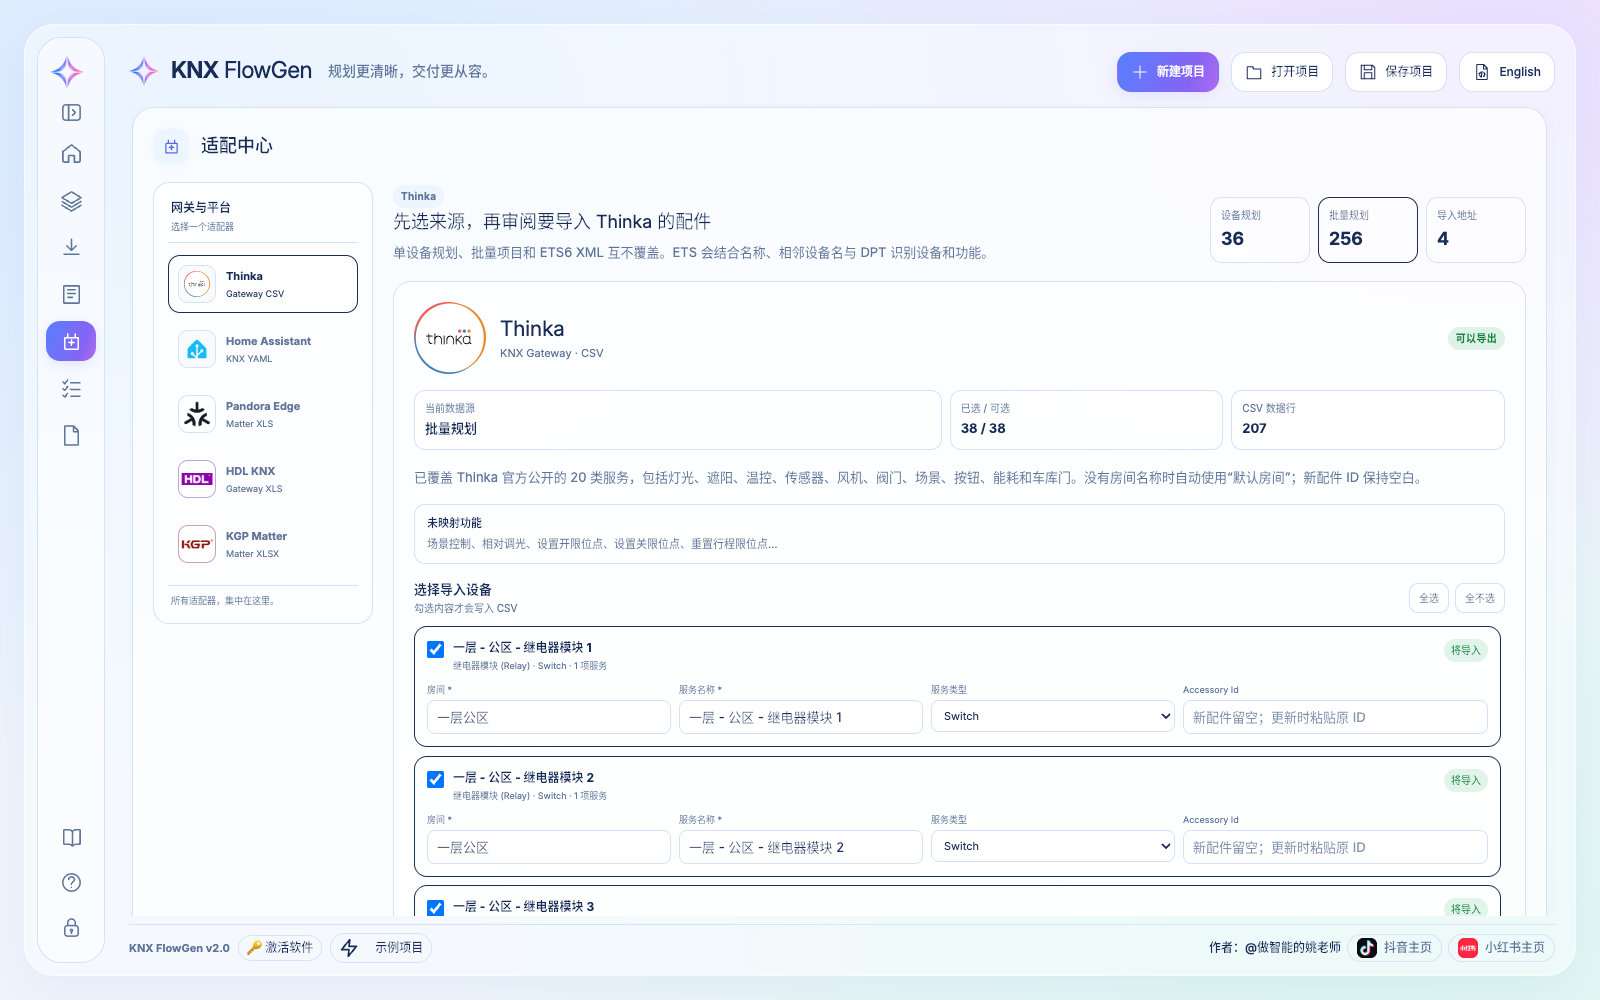 KNX FlowGen
规划更清晰，交付更从容。
新建项目
打开项目
保存项目
English
适配中心
网关与平台
选择一个适配器
thinka
Thinka
Gateway CSV
Home Assistant
KNX YAML
Pandora Edge
Matter XLS
HDL
HDL KNX
Gateway XLS
KGP
KGP Matter
Matter XLSX
所有适配器，集中在这里。
Thinka
先选来源，再审阅要导入 Thinka 的配件
单设备规划、批量项目和 ETS6 XML 互不覆盖。ETS 会结合名称、相邻设备名与 DPT 识别设备和功能。
设备规划
36
批量规划
256
导入地址
4
thinka
Thinka
KNX Gateway · CSV
可以导出
当前数据源
批量规划
已选 / 可选
38 / 38
CSV 数据行
207
已覆盖 Thinka 官方公开的 20 类服务，包括灯光、遮阳、温控、传感器、风机、阀门、场景、按钮、能耗和车库门。没有房间名称时自动使用“默认房间”；新配件 ID 保持空白。
未映射功能
场景控制、相对调光、设置开限位点、设置关限位点、重置行程限位点...
选择导入设备
勾选内容才会写入 CSV
全选
全不选
一层 - 公区 - 继电器模块 1
继电器模块 (Relay) · Switch · 1 项服务
将导入
房间 *
服务名称 *
服务类型
Accessory Id
一层公区
一层 - 公区 - 继电器模块 1
Switch
新配件留空；更新时粘贴原 ID
一层 - 公区 - 继电器模块 2
继电器模块 (Relay) · Switch · 1 项服务
将导入
房间 *
服务名称 *
服务类型
Accessory Id
一层公区
一层 - 公区 - 继电器模块 2
Switch
新配件留空；更新时粘贴原 ID
一层 - 公区 - 继电器模块 3
将导入
KNX FlowGen v2.0
激活软件
示例项目
作者：@做智能的姚老师
抖音主页
小红书
小红书主页